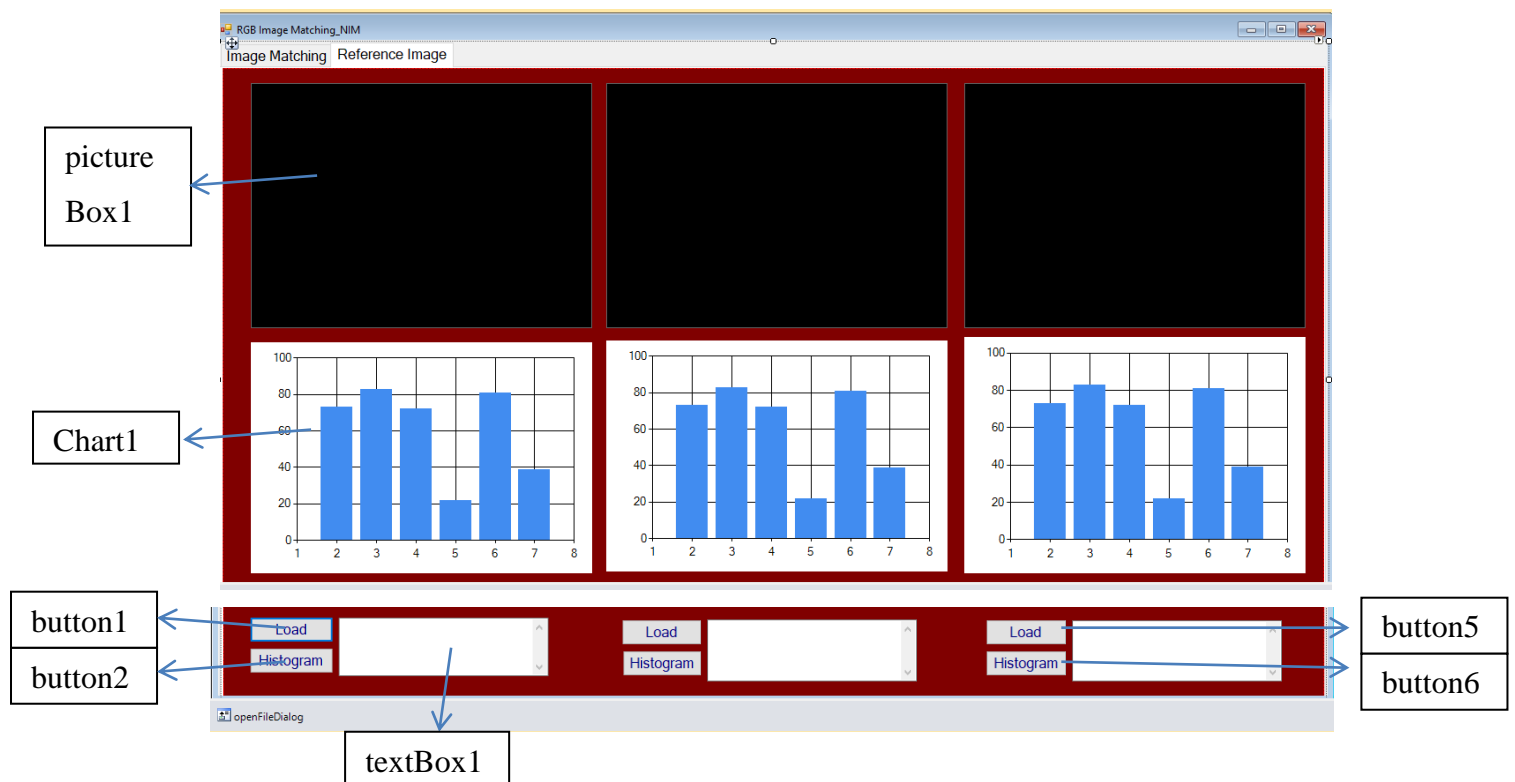 RGB Image Matching_NIM
Image Matching
Reference Image
picture
Box1
Chart1
100
80
60
40
20
0
1 2 3 4 5 6 7 8
100
80
60
40
20
0
1 2 3 4 5 6 7 8
100
80
60
40
20
0
1 2 3 4 5 6 7 8
button1
button2
Load
Histogram
Load
Histogram
Load
Histogram
button5
button6
openFileDialog
textBox1